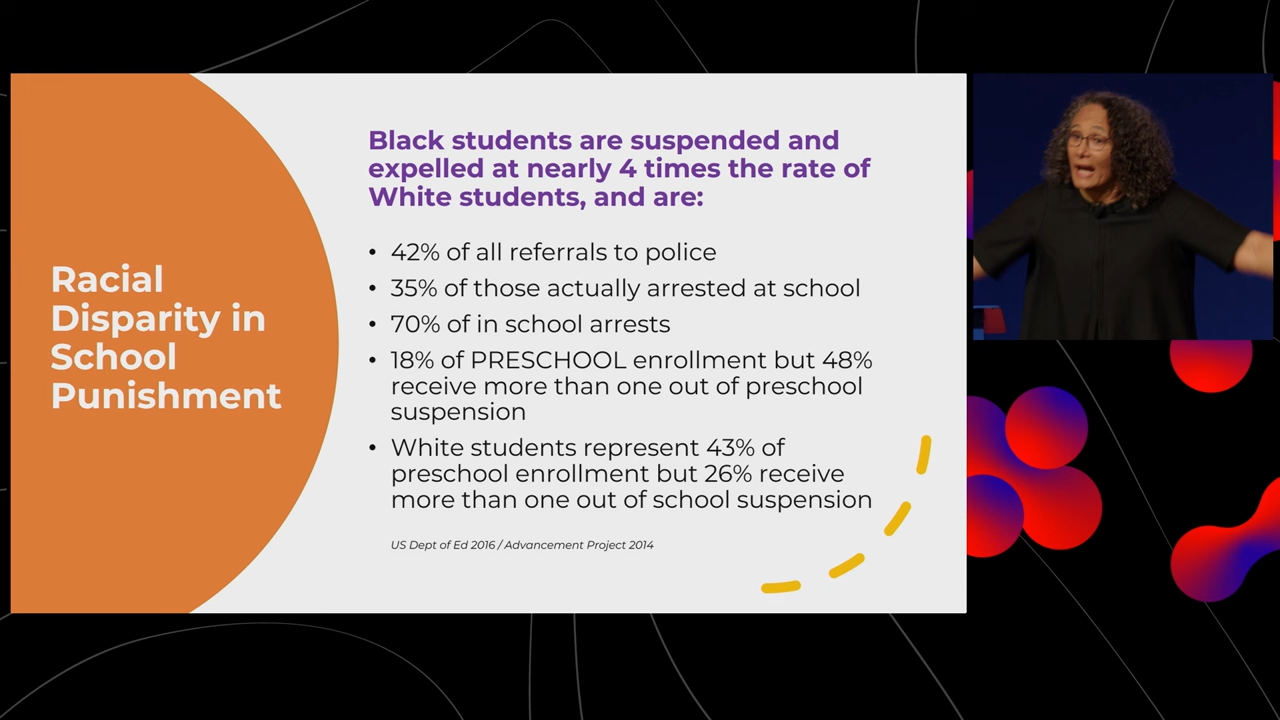 Racial
Disparity in
School
Punishment
Black students are suspended and
expelled at nearly 4 times the rate of
White students, and are:
• 42% of all referrals to police
• 35% of those actually arrested at school
• 70% of in school arrests
• 18% of PRESCHOOL enrollment but 48%
receive more than one out of preschool
suspension
• White students represent 43% of
preschool enrollment but 26% receive
more than one out of school suspension
US Dept of Ed 2016 / Advancement Project 2014